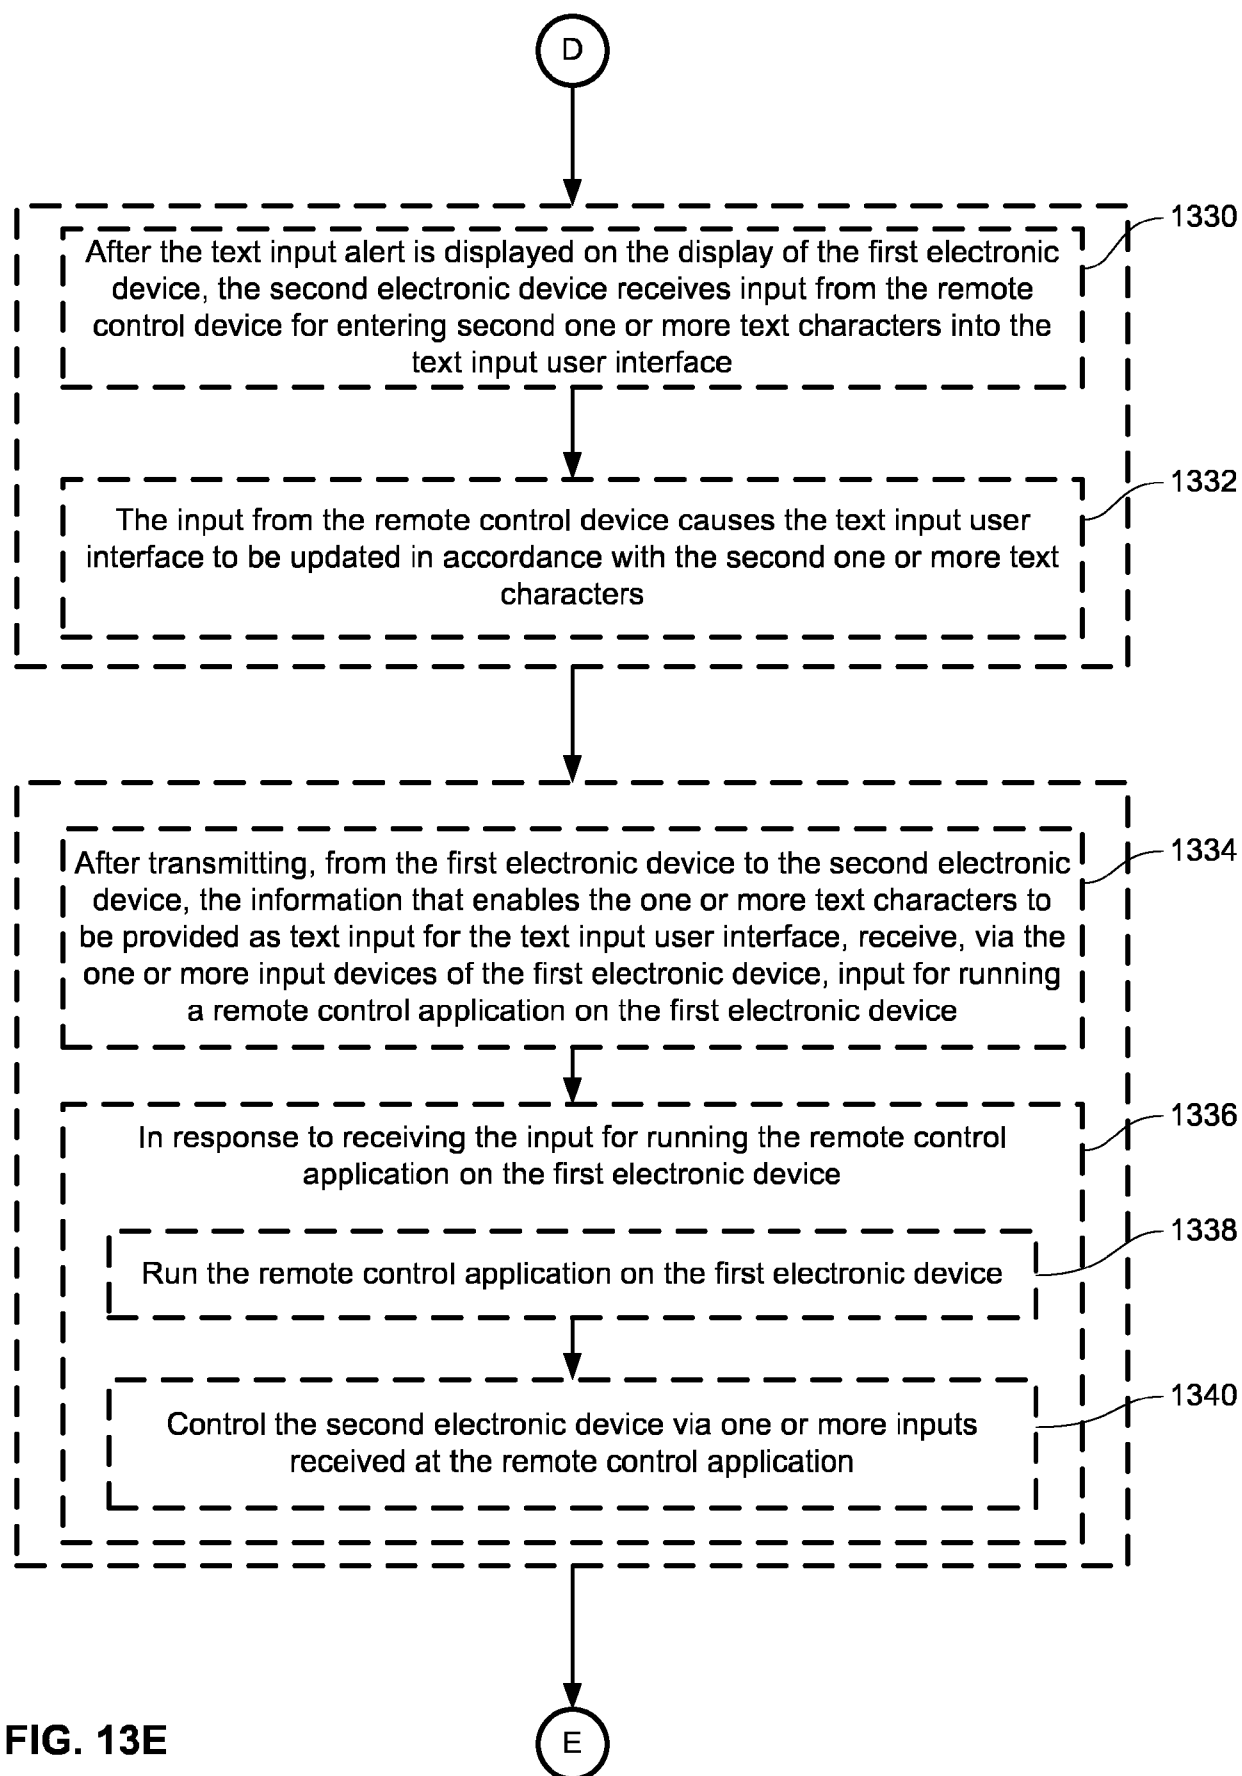 D
1330
After the text input alert is displayed on the display of the first electronic
device, the second electronic device receives input from the remote
control device for entering second one or more text characters into the
text input user interface
1332
The input from the remote control device causes the text input user
interface to be updated in accordance with the second one or more text
characters
1334
After transmitting, from the first electronic device to the second electronic
device, the information that enables the one or more text characters to
be provided as text input for the text input user interface, receive, via the
one or more input devices of the first electronic device, input for running
a remote control application on the first electronic device
1336
In response to receiving the input for running the remote control
application on the first electronic device
1338
Run the remote control application on the first electronic device
1340
Control the second electronic device via one or more inputs
received at the remote control application
E
FIG. 13E